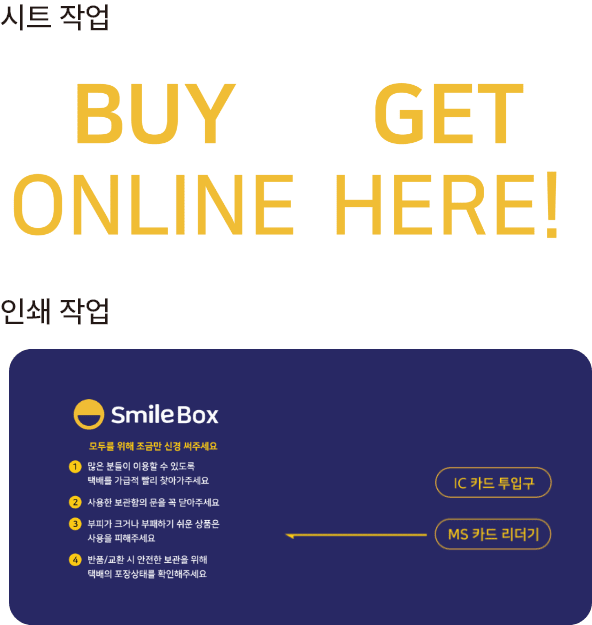 시트 작업
BUY GET
ONLINE HERE!
인쇄 작업
Smile Box
모두를 위해 조금만 신경 써주세요
1 많은 분들이 이용할 수 있도록
택배를 가급적 빨리 찾아가주세요
2 사용한 보관함의 문을 꼭 닫아주세요
3 부피가 크거나 부패하기 쉬운 상품은
사용을 피해주세요
4 반품/교환 시 안전한 보관을 위해
택배의 포장상태를 확인해주세요
IC 카드 투입구
MS 카드 리더기